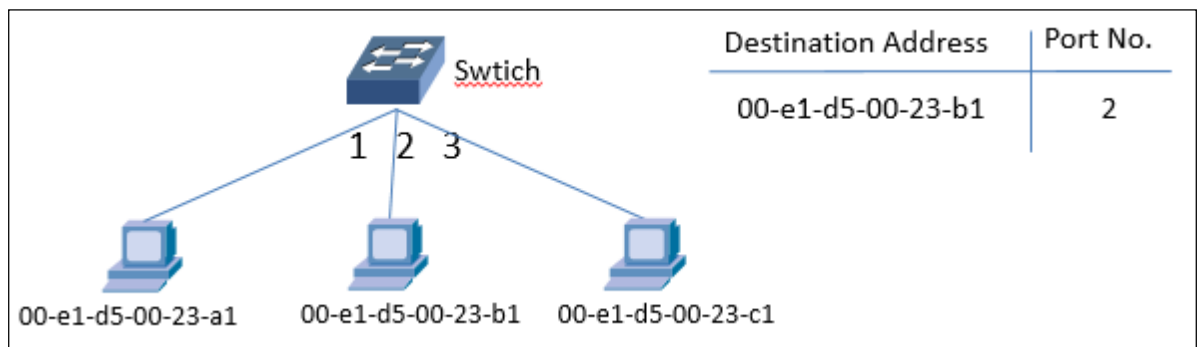 Swtich
Destination Address Port No.
00-e1-d5-00-23-b1 2
1 2 3
00-e1-d5-00-23-a1 00-e1-d5-00-23-b1 00-e1-d5-00-23-c1